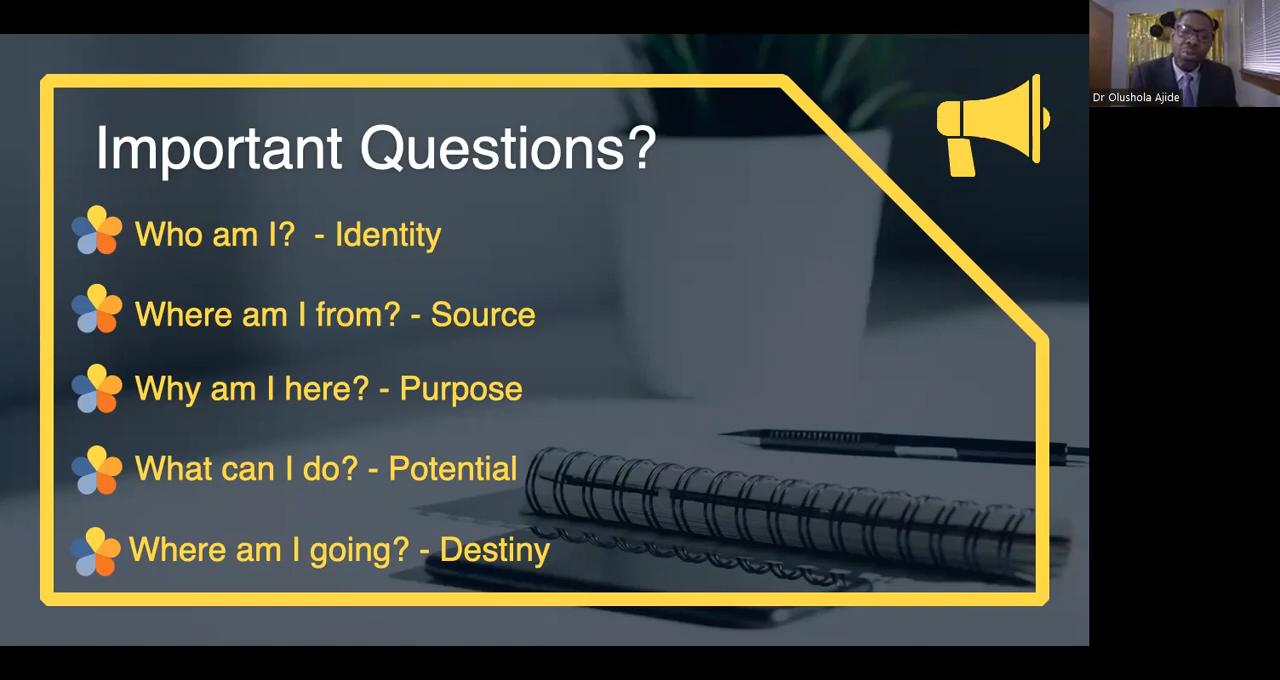 Important Questions?
Who am I?  - Identity
Where am I from? - Source
Why am I here? - Purpose
What can I do? - Potential
Where am I going? - Destiny
Dr Olushola Ajide